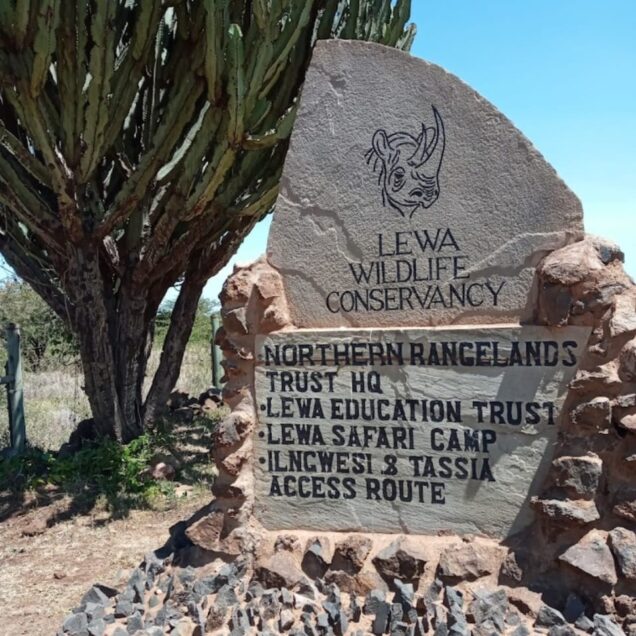 LEWA
WILDLIFE
CONSERVANCY
•NORTHERN RANGELANDS
TRUST HQ
•LEWA EDUCATION TRUST
•LEWA SAFARI CAMP
•ILNGWESI & TASSIA
ACCESS ROUTE